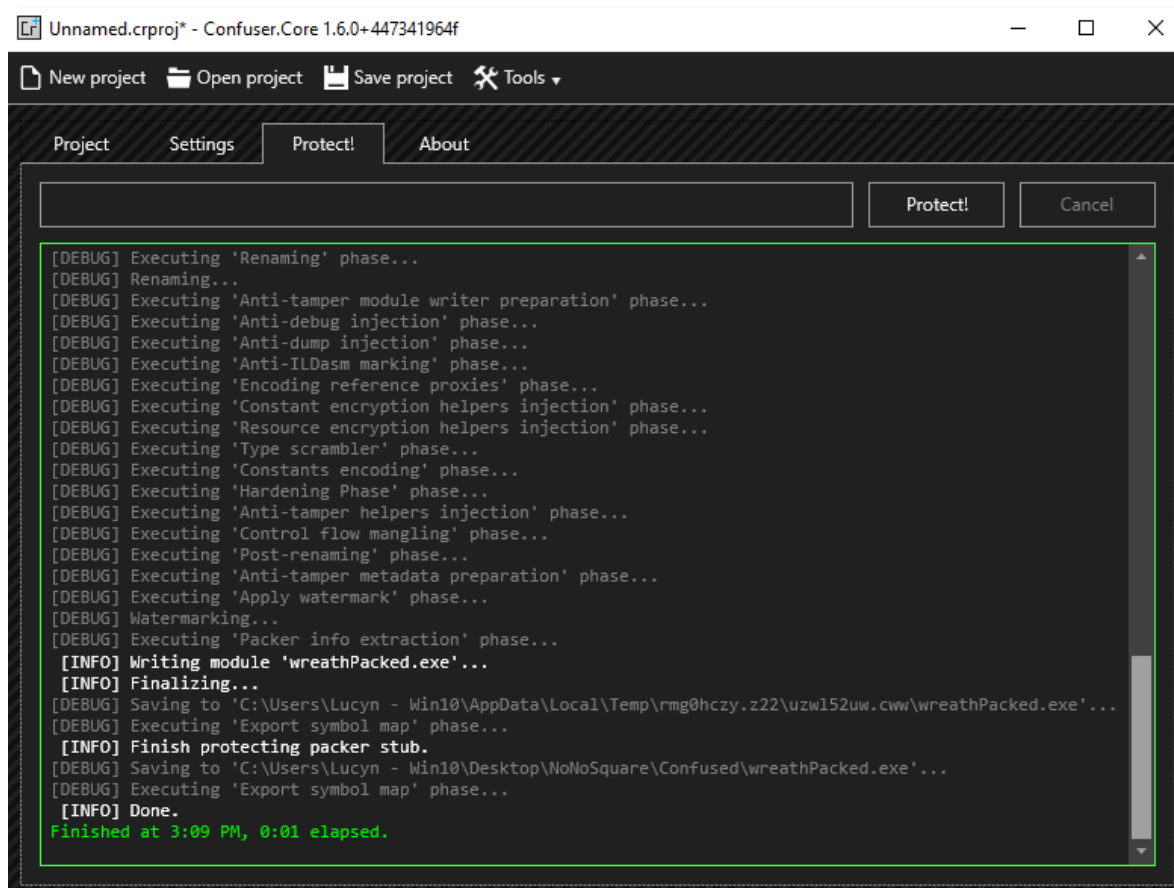 Unnamed.crproj* - Confuser.Core 1.6.0+447341964f
New project Open project Save project Tools
Project Settings Protect! About
Protect! Cancel
[DEBUG] Executing 'Renaming' phase...
[DEBUG] Renaming...
[DEBUG] Executing 'Anti-tamper module writer preparation' phase...
[DEBUG] Executing 'Anti-debug injection' phase...
[DEBUG] Executing 'Anti-dump injection' phase...
[DEBUG] Executing 'Anti-ILDasm marking' phase...
[DEBUG] Executing 'Encoding reference proxies' phase...
[DEBUG] Executing 'Constant encryption helpers injection' phase...
[DEBUG] Executing 'Resource encryption helpers injection' phase...
[DEBUG] Executing 'Type scrambler' phase...
[DEBUG] Executing 'Constants encoding' phase...
[DEBUG] Executing 'Hardening Phase' phase...
[DEBUG] Executing 'Anti-tamper helpers injection' phase...
[DEBUG] Executing 'Control flow mangling' phase...
[DEBUG] Executing 'Post-renaming' phase...
[DEBUG] Executing 'Anti-tamper metadata preparation' phase...
[DEBUG] Executing 'Apply watermark' phase...
[DEBUG] Watermarking...
[DEBUG] Executing 'Packer info extraction' phase...
[INFO] Writing module 'wreathPacked.exe'...
[INFO] Finalizing...
[DEBUG] Saving to 'C:\Users\Lucyn - Win10\AppData\Local\Temp\rmg0hczy.z22\uzwl52uw.cww\wreathPacked.exe'...
[DEBUG] Executing 'Export symbol map' phase...
[INFO] Finish protecting packer stub.
[DEBUG] Saving to 'C:\Users\Lucyn - Win10\Desktop\NoNoSquare\Confused\wreathPacked.exe'...
[DEBUG] Executing 'Export symbol map' phase...
[INFO] Done.
Finished at 3:09 PM, 0:01 elapsed.